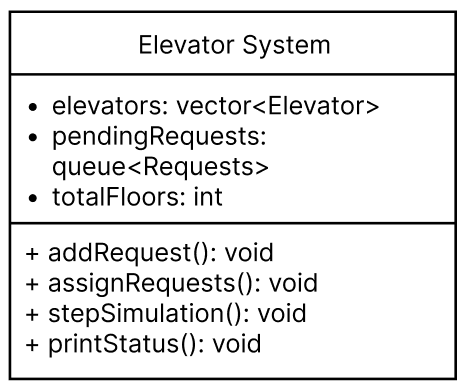 Elevator System
• elevators: vector<Elevator>
• pendingRequests:
queue<Requests>
• totalFloors: int
+ addRequest(): void
+ assignRequests(): void
+ stepSimulation(): void
+ printStatus(): void